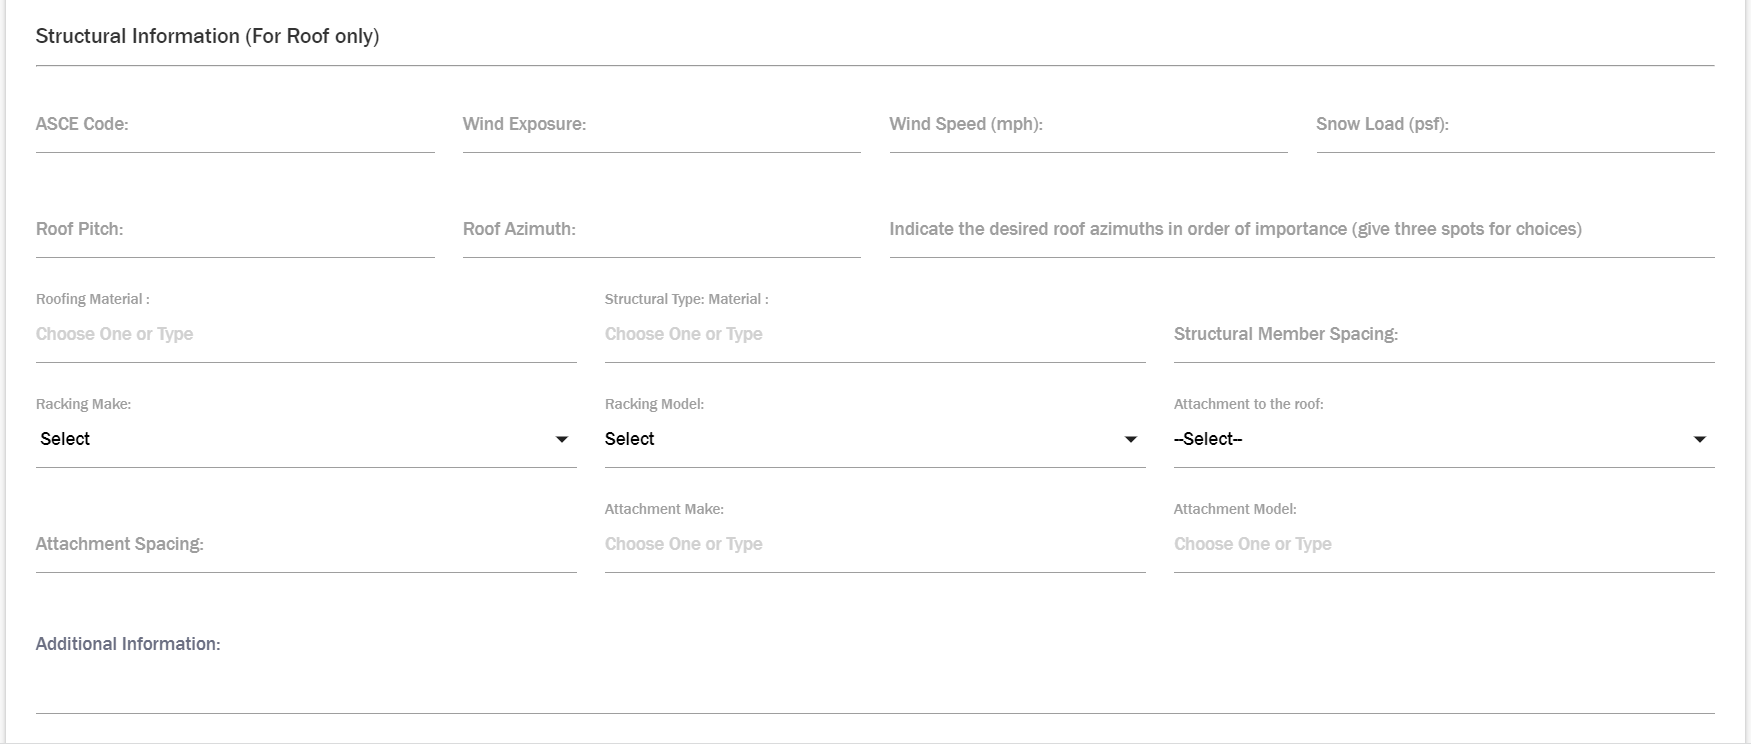 Structural Information (For Roof only)
ASCE Code:
Wind Exposure:
Wind Speed (mph):
Snow Load (psf):
Roof Pitch:
Roof Azimuth:
Indicate the desired roof azimuths in order of importance (give three spots for choices)
Roofing Material :
Choose One or Type
Structural Type: Material :
Choose One or Type
Structural Member Spacing:
Racking Make:
Select
Racking Model:
Select
Attachment to the roof:
--Select--
Attachment Spacing:
Attachment Make:
Choose One or Type
Attachment Model:
Choose One or Type
Additional Information: